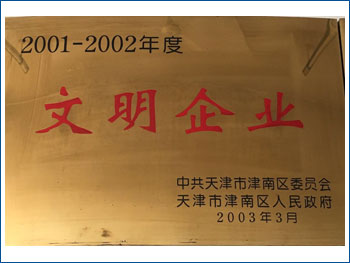 2001-2002年度
文明企业
中共天津市津南区委员会
天津市津南区人民政府
2003年3月